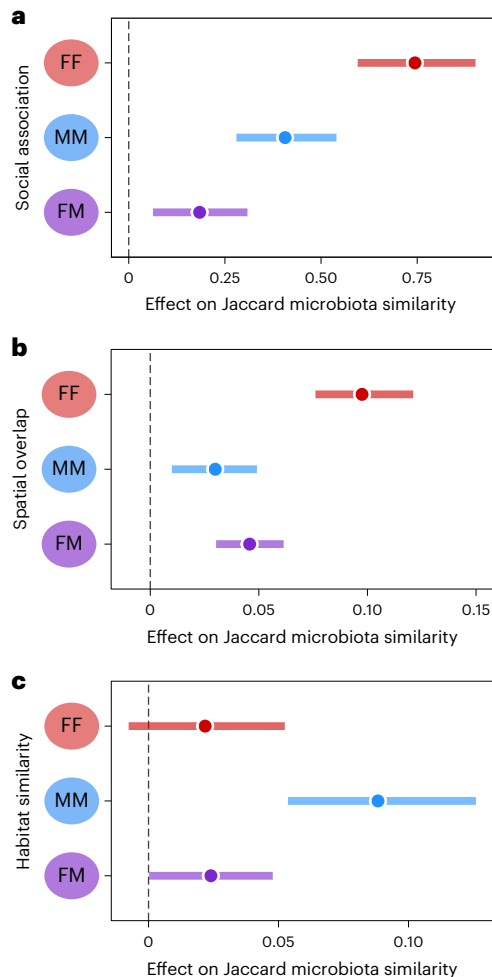 a
Social association
FF
MM
FM
0
0.25
0.50
0.75
Effect on Jaccard microbiota similarity
b
Spatial overlap
FF
MM
FM
0
0.05
0.10
0.15
Effect on Jaccard microbiota similarity
c
Habitat similarity
FF
MM
FM
0
0.05
0.10
Effect on Jaccard microbiota similarity